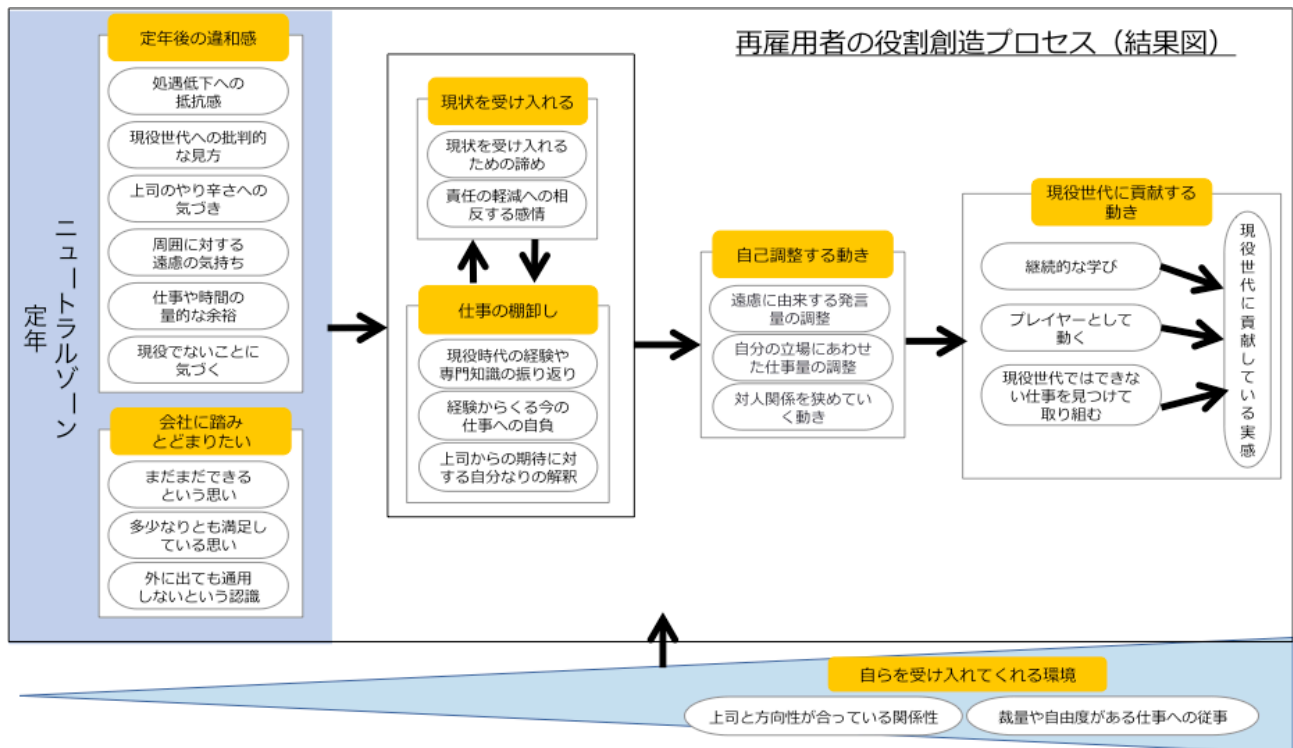 再雇用者の役割創造プロセス（結果図）
定年
ニュートラルゾーン
定年後の違和感
処遇低下への
抵抗感
現役世代への批判的
な見方
上司のやり辛さへの
気づき
周囲に対する
遠慮の気持ち
仕事や時間の
量的な余裕
現役でないことに
気づく
会社に踏み
とどまりたい
まだまだできる
という思い
多少なりとも満足し
ている思い
外に出ても通用
しないという認識
現状を受け入れる
現状を受け入れる
ための諦め
責任の軽減への相
反する感情
仕事の棚卸し
現役時代の経験や
専門知識の振り返り
経験からくる今の
仕事への自負
上司からの期待に対
する自分なりの解釈
自己調整する動き
遠慮に由来する発言
量の調整
自分の立場にあわせ
た仕事量の調整
対人関係を狭めてい
く動き
現役世代に貢献する
動き
継続的な学び
プレイヤーとして
動く
現役世代ではできな
い仕事を見つけて
取り組む
現役世代に貢献している実感
自らを受け入れてくれる環境
上司と方向性が合っている関係性
裁量や自由度がある仕事への従事